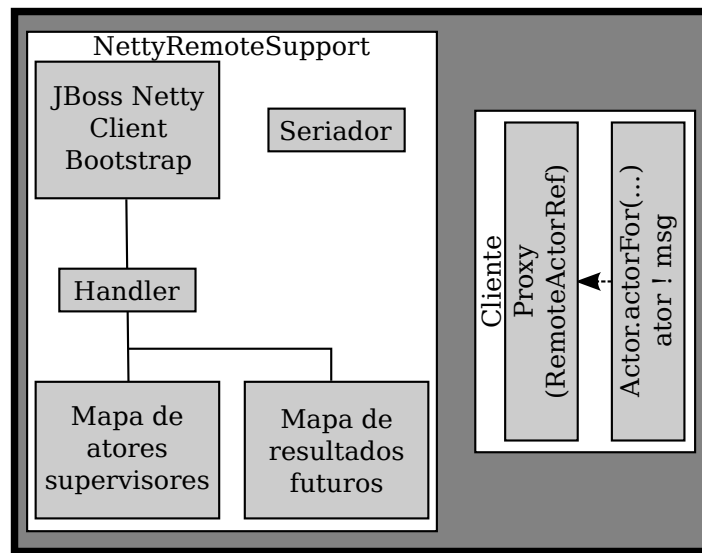 NettyRemoteSupport
JBoss Netty
Client
Bootstrap
Seriador
Handler
Mapa de
atores
supervisores
Mapa de
resultados
futuros
Cliente
Proxy
(RemoteActorRef)
Actor.actorFor(...)
ator ! msg